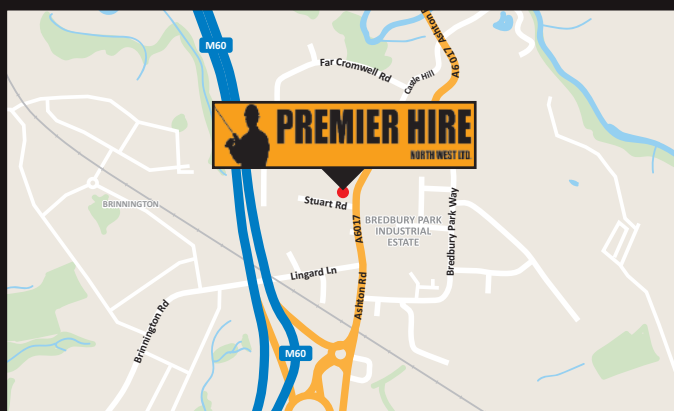 M60
A6017 Ashton
Far Cromwell Rd
Castle Hill
PREMIER HIRE
NORTH WEST LTD.
Stuart Rd
BRINNINGTON
A6017
BREDBURY PARK
INDUSTRIAL
ESTATE
Bredbury Park Way
Lingard Ln
Ashton Rd
Brinnington Rd
M60